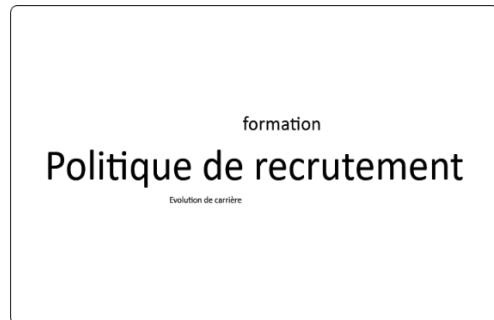 formation
Politique de recrutement
Evolution de carrière